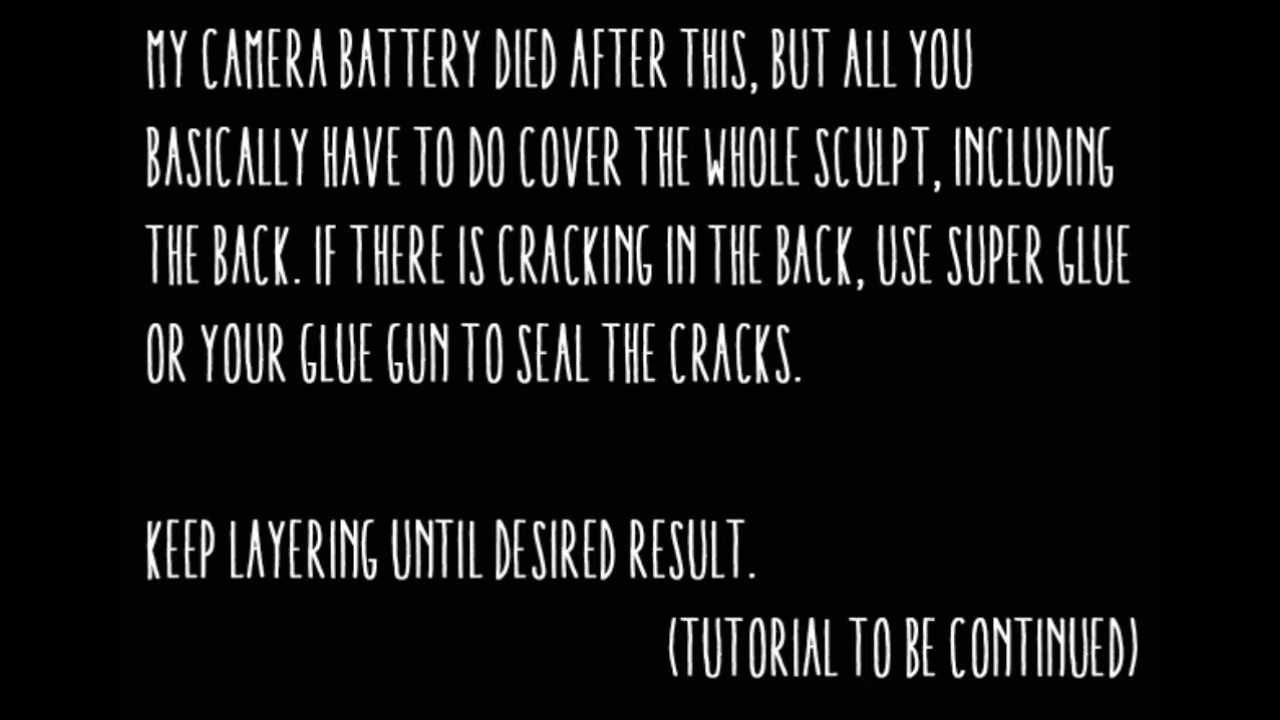 MY CAMERA BATTERY DIED AFTER THIS, BUT ALL YOU
BASICALLY HAVE TO DO COVER THE WHOLE SCULPT, INCLUDING
THE BACK. IF THERE IS CRACKING IN THE BACK, USE SUPER GLUE
OR YOUR GLUE GUN TO SEAL THE CRACKS.
KEEP LAYERING UNTIL DESIRED RESULT.
(TUTORIAL TO BE CONTINUED)